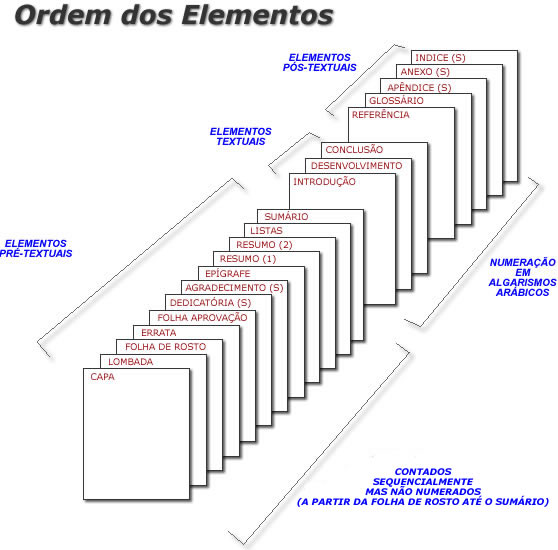 Ordem dos Elementos
ELEMENTOS
PÓS-TEXTUAIS
INDICE (S)
ANEXO (S)
APÊNDICE (S)
GLOSSÁRIO
REFERÊNCIA
ELEMENTOS
TEXTUAIS
CONCLUSÃO
DESENVOLVIMENTO
INTRODUÇÃO
ELEMENTOS
PRÉ-TEXTUAIS
SUMÁRIO
LISTAS
RESUMO (2)
RESUMO (1)
EPÍGRAFE
AGRADECIMENTO (S)
DEDICATÓRIA (S)
FOLHA APROVAÇÃO
ERRATA
FOLHA DE ROSTO
LOMBADA
CAPA
NUMERAÇÃO
EM
ALGARISMOS
ARÁBICOS
CONTADOS
SEQUENCIALMENTE
MAS NÃO NUMERADOS
(A PARTIR DA FOLHA DE ROSTO ATÉ O SUMÁRIO)